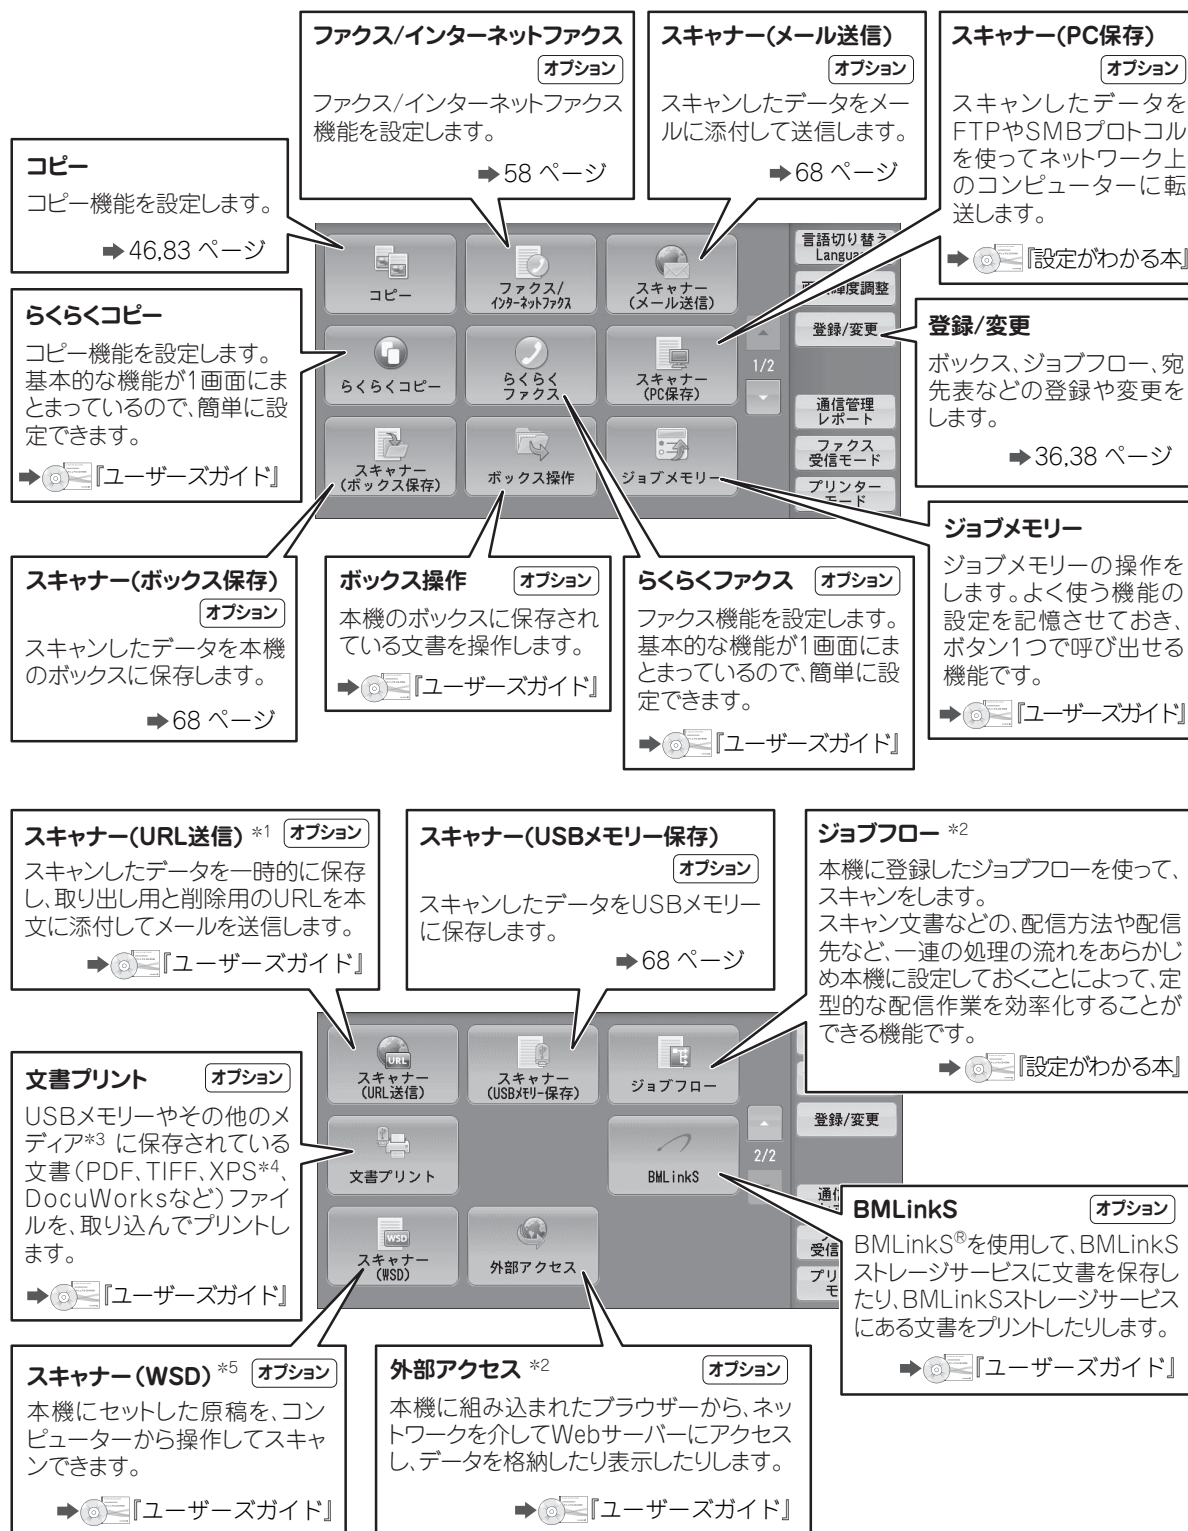 ファクス/インターネットファクス
オプション
ファクス/インターネットファクス
機能を設定します。
➡58 ページ
スキャナー(メール送信)
オプション
スキャンしたデータをメー
ルに添付して送信します。
➡68 ページ
スキャナー(PC保存)
オプション
スキャンしたデータを
FTPやSMBプロトコル
を使ってネットワーク上
のコンピューターに転
送します。
➡『設定がわかる本』
コピー
コピー機能を設定します。
➡46,83 ページ
らくらくコピー
コピー機能を設定します。
基本的な機能が1画面にま
とまっているので、簡単に設
定できます。
➡『ユーザーズガイド』
コピー
ファクス/
インターネットファクス
スキャナー
(メール送信)
らくらくコピー
らくらく
ファクス
スキャナー
(PC保存)
スキャナー
(ボックス保存)
ボックス操作
ジョブメモリー
1/2
言語切り替え
Langua
輝度調整
登録/変更
通信管理
レポート
ファクス
受信モード
プリンター
モード
登録/変更
ボックス、ジョブフロー、宛
先表などの登録や変更を
します。
➡36,38 ページ
スキャナー(ボックス保存)
オプション
スキャンしたデータを本機
のボックスに保存します。
➡68 ページ
ボックス操作
オプション
本機のボックスに保存され
ている文書を操作します。
➡『ユーザーズガイド』
らくらくファクス
オプション
ファクス機能を設定します。
基本的な機能が1画面にま
とまっているので、簡単に設
定できます。
➡『ユーザーズガイド』
ジョブメモリー
ジョブメモリーの操作を
します。よく使う機能の
設定を記憶させておき、
ボタン1つで呼び出せる
機能です。
➡『ユーザーズガイド』
スキャナー(URL送信) *1 オプション
スキャンしたデータを一時的に保存
し、取り出し用と削除用のURLを本
文に添付してメールを送信します。
➡『ユーザーズガイド』
スキャナー(USBメモリー保存)
オプション
スキャンしたデータをUSBメモリー
に保存します。
➡68 ページ
ジョブフロー *2
本機に登録したジョブフローを使って、
スキャンをします。
スキャン文書などの、配信方法や配信
先など、一連の処理の流れをあらかじ
め本機に設定しておくことによって、定
型的な配信作業を効率化することが
できる機能です。
➡『設定がわかる本』
文書プリント
オプション
USBメモリーやその他のメ
ディア*3 に保存されている
文書(PDF、TIFF、XPS*4、
DocuWorksなど)ファイ
ルを、取り込んでプリントし
ます。
➡『ユーザーズガイド』
URL
スキャナー
(URL送信)
スキャナー
(USBメモリー保存)
ジョブフロー
文書プリント
BMLinkS
WSD
スキャナー
(WSD)
外部アクセス
2/2
登録/変更
通
受信
プリ
モ
BMLinkS
オプション
BMLinkS®を使用して、BMLinkS
ストレージサービスに文書を保存し
たり、BMLinkSストレージサービス
にある文書をプリントしたりします。
➡『ユーザーズガイド』
スキャナー(WSD) *5 オプション
本機にセットした原稿を、コン
ピューターから操作してスキャ
ンできます。
➡『ユーザーズガイド』
外部アクセス *2
オプション
本機に組み込まれたブラウザーから、ネッ
トワークを介してWebサーバーにアクセス
し、データを格納したり表示したりします。
➡『ユーザーズガイド』